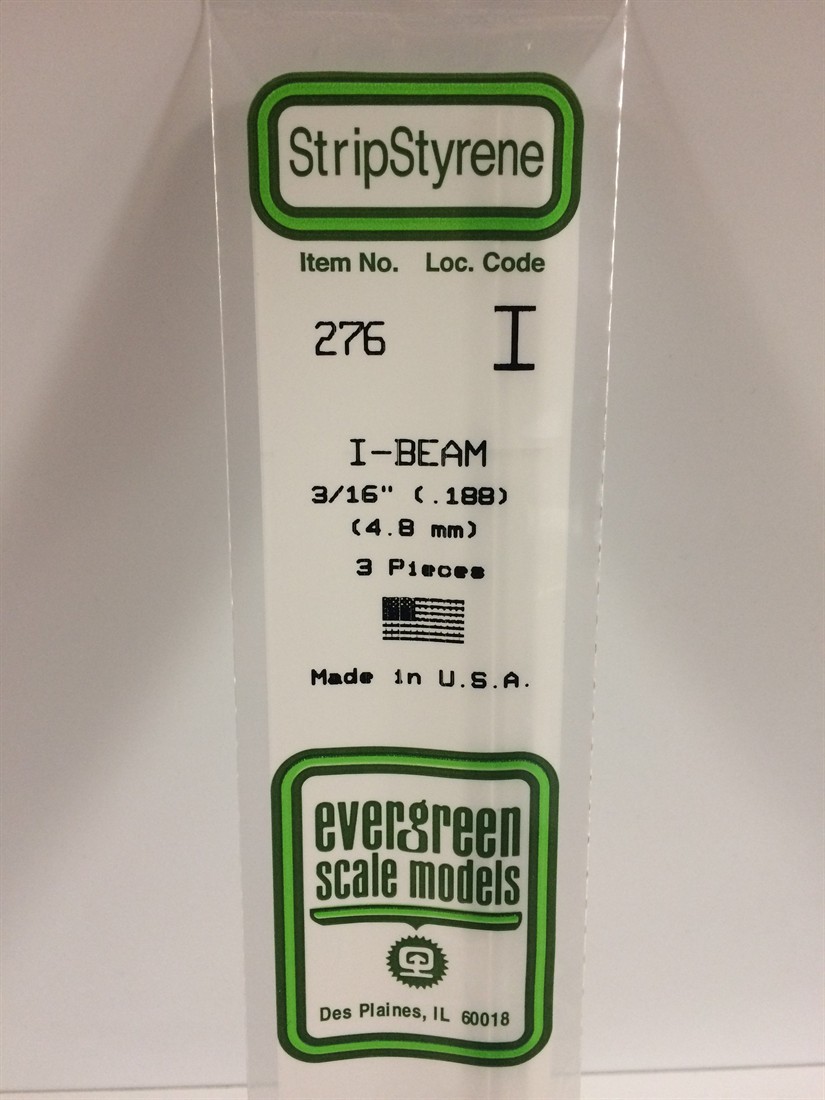 StripStyrene
Item No. Loc. Code
276 I
I-BEAM
3/16" (.188)
(4.8 mm)
3 Pieces
Made in U.S.A.
evergreen
scale models
Des Plaines, IL 60018